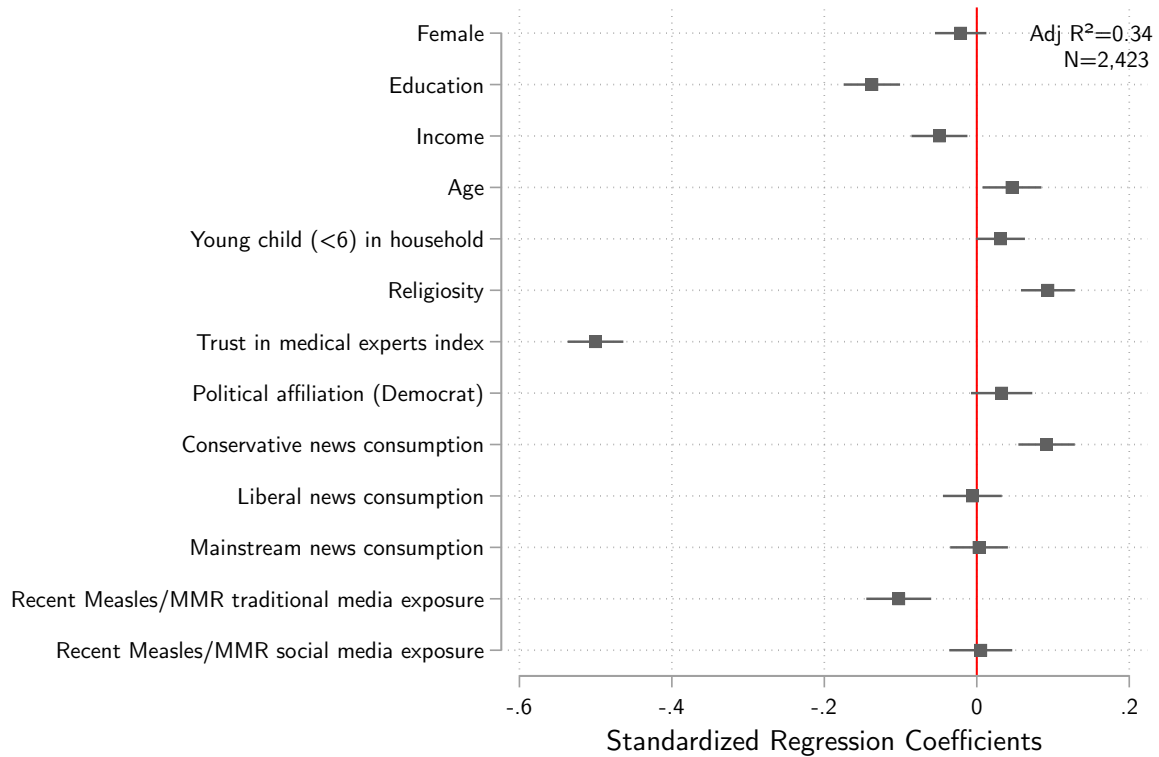 Female
Adj R²=0.34
N=2,423
Education
Income
Age
Young child (<6) in household
Religiosity
Trust in medical experts index
Political affiliation (Democrat)
Conservative news consumption
Liberal news consumption
Mainstream news consumption
Recent Measles/MMR traditional media exposure
Recent Measles/MMR social media exposure
-.6 -.4 -.2 0 .2
Standardized Regression Coefficients